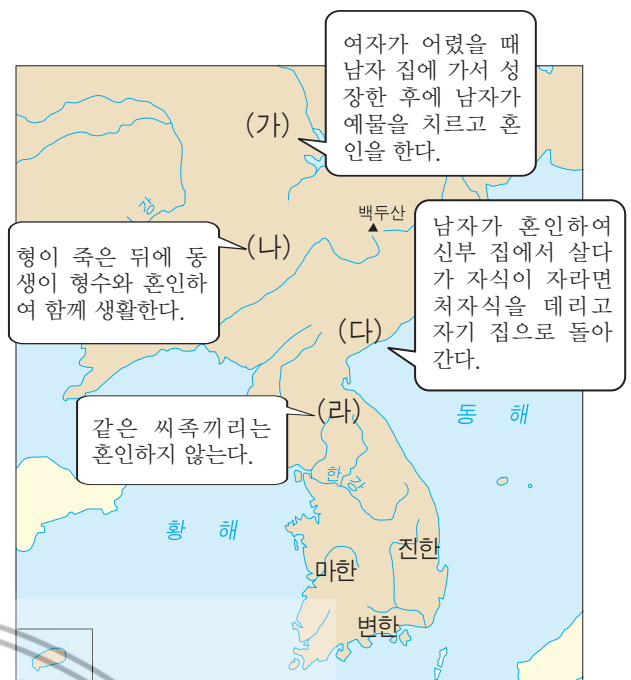 여자가 어렸을 때
남자 집에 가서 성
장한 후에 남자가
예물을 치르고 혼
인을 한다.
(가)
강
백두산
형이 죽은 뒤에 동
생이 형수와 혼인하
여 함께 생활한다.
(나)
남자가 혼인하여
신부 집에서 살다
가 자식이 자라면
처자식을 데리고
자기 집으로 돌아
간다.
(다)
같은 씨족끼리는
혼인하지 않는다.
(라)
동 해
한강
황 해
진한
마한
변한